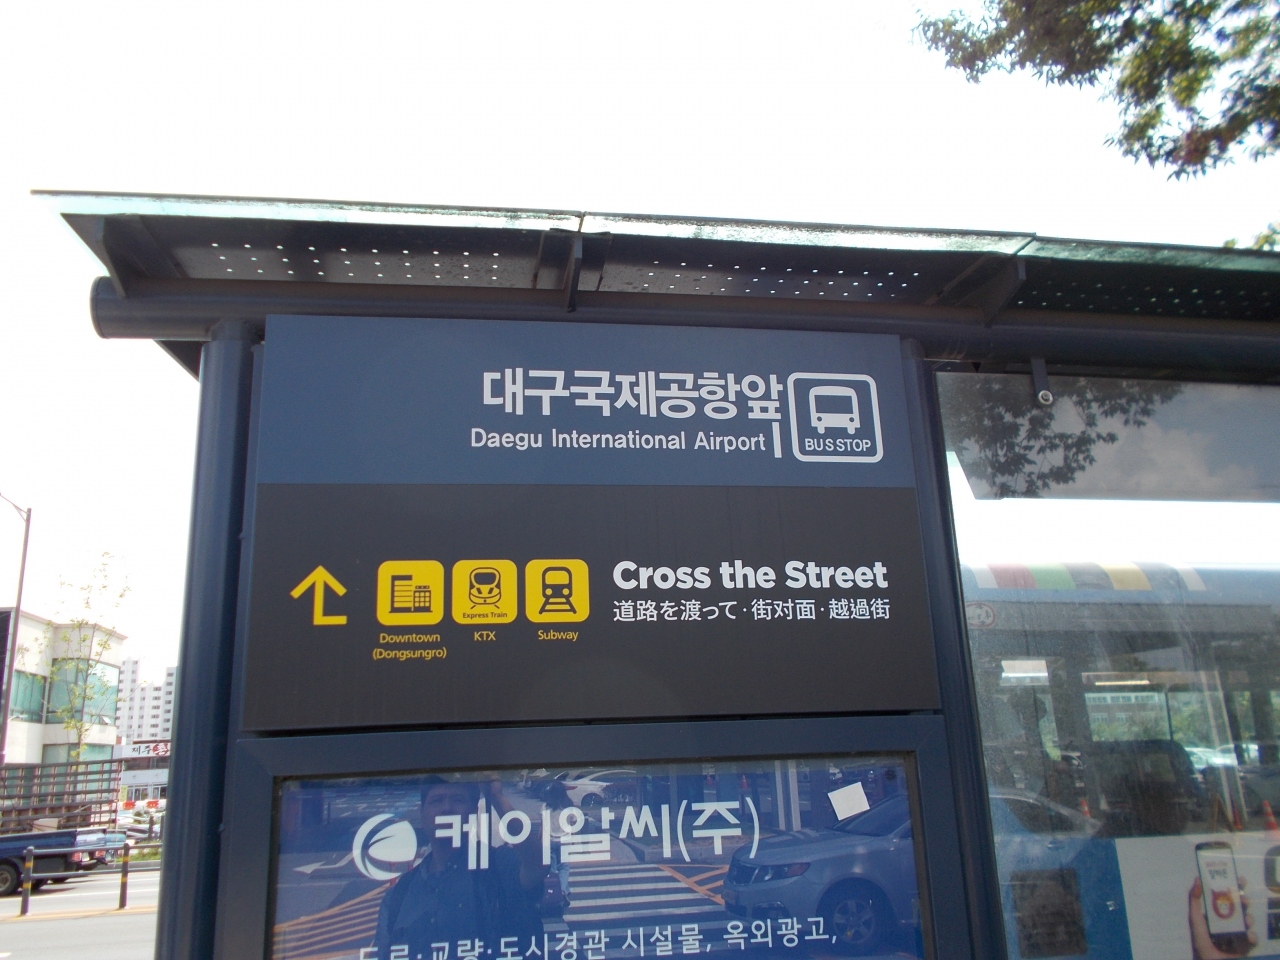 대구국제공항앞
Daegu International Airport
BUS STOP
Express Train
Downtown
(Dongsungro)
KTX
Subway
Cross the Street
道路を渡って · 街对面 · 越過街
케이알씨(주)
도로·교량·도시경관 시설물, 옥외광고,